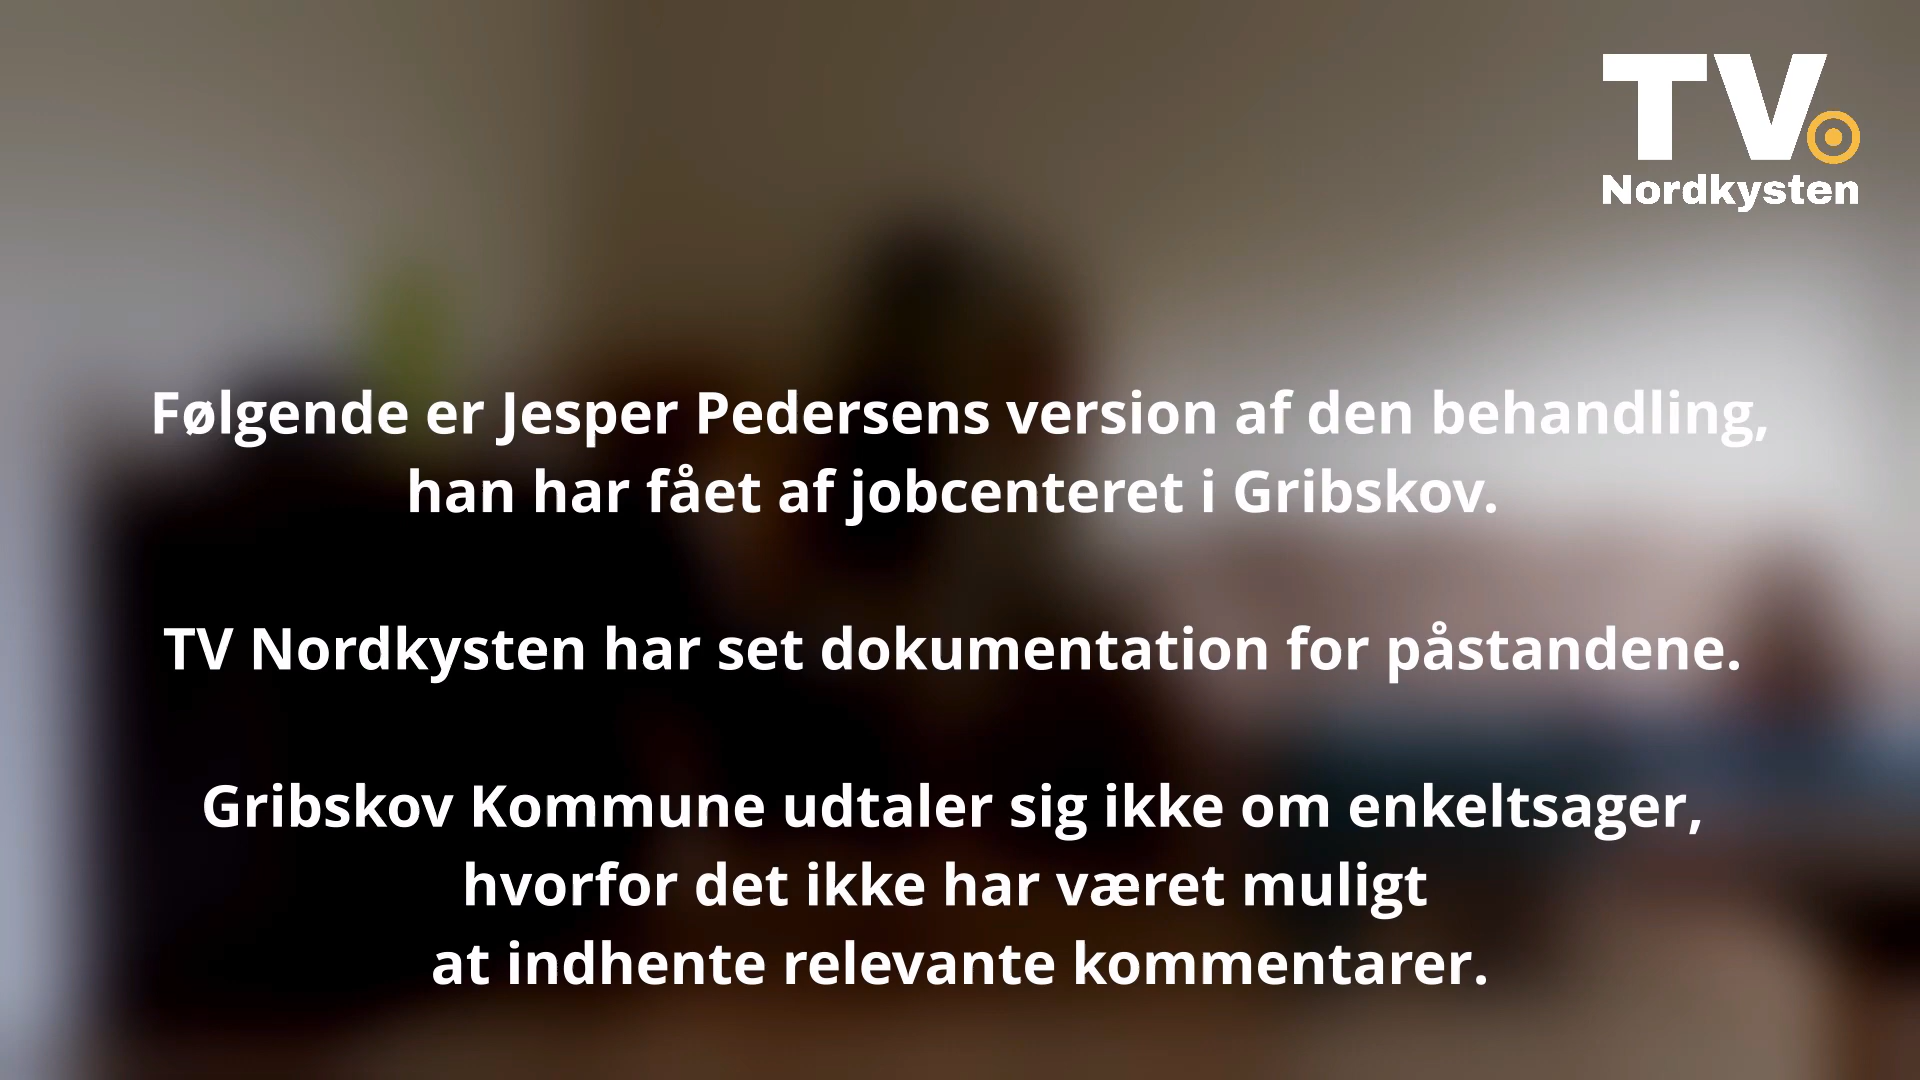 TV
Nordkysten
Følgende er Jesper Pedersens version af den behandling,
han har fået af jobcenteret i Gribskov.
TV Nordkysten har set dokumentation for påstandene.
Gribskov Kommune udtaler sig ikke om enkeltsager,
hvorfor det ikke har været muligt
at indhente relevante kommentarer.